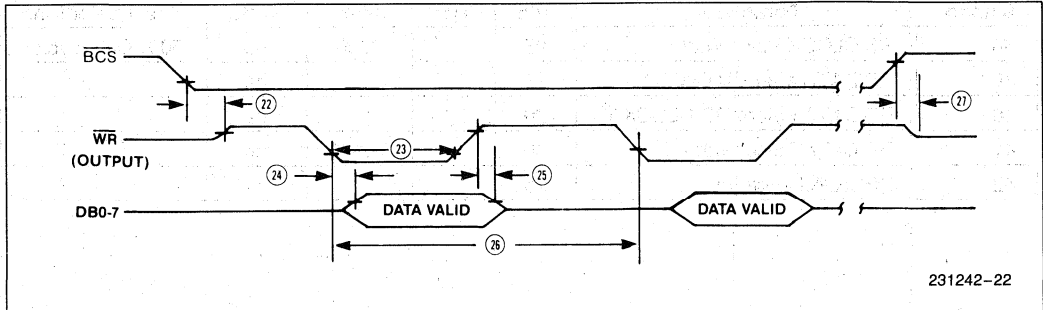 BCS
22
27
WR
(OUTPUT)
23
24
25
DB0-7
DATA VALID
DATA VALID
26
231242-22